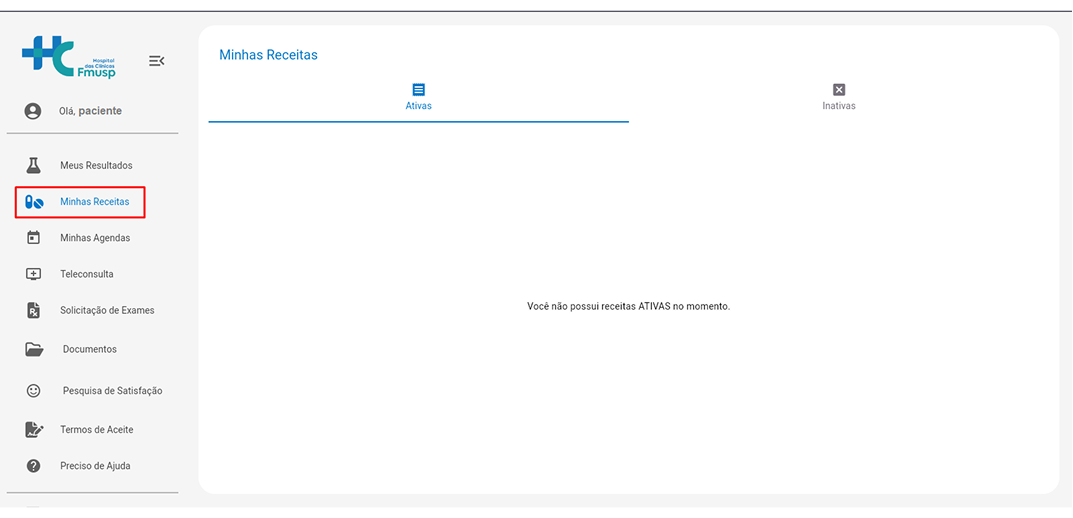 Hospital
das Clínicas
Fmusp
Olá, paciente
Meus Resultados
Minhas Receitas
Minhas Agendas
Teleconsulta
Solicitação de Exames
Documentos
Pesquisa de Satisfação
Termos de Aceite
Preciso de Ajuda
Minhas Receitas
Ativas
Inativas
Você não possui receitas ATIVAS no momento.